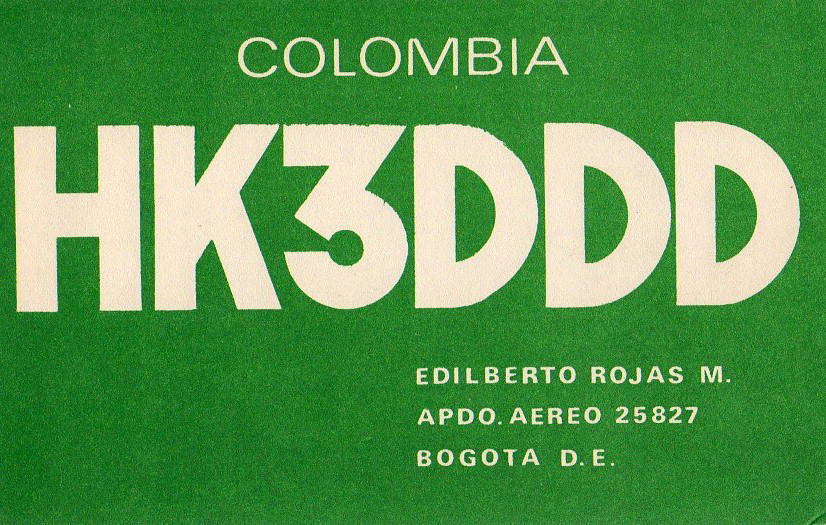 COLOMBIA
HK3DDD
EDILBERTO ROJAS M.
APDO. AEREO 25827
BOGOTA D.E.